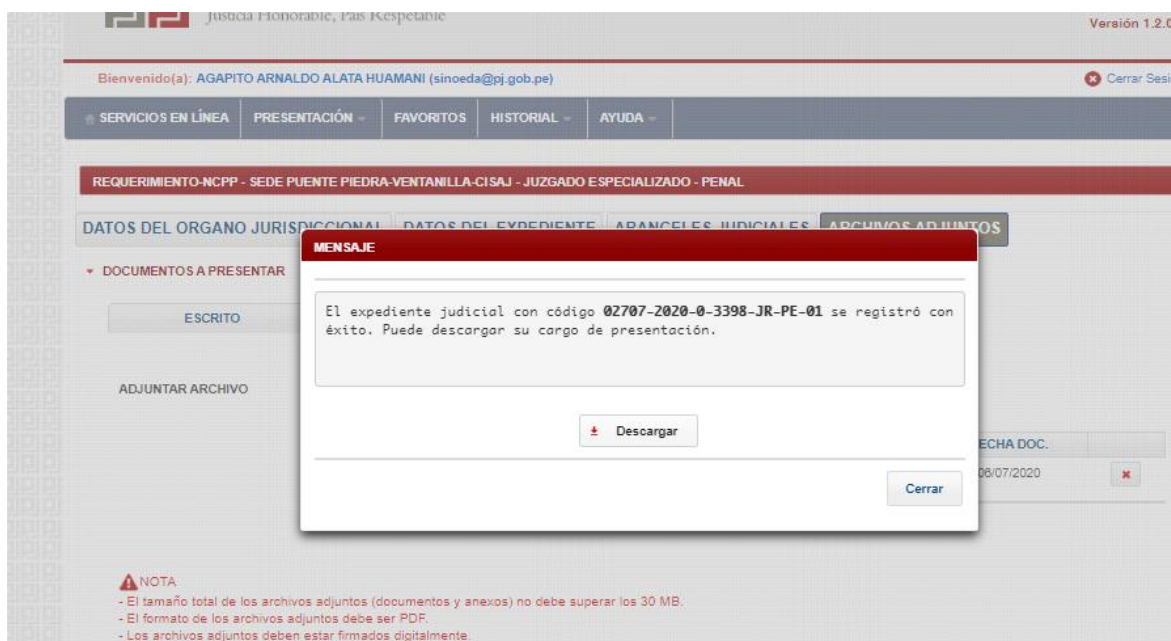 Justicia Honorable, País Respetable
Versión 1.2.0
Bienvenido(a): AGAPITO ARNALDO ALATA HUAMANI (sinoeda@pj.gob.pe)
Cerrar Sesi
SERVICIOS EN LÍNEA PRESENTACIÓN FAVORITOS HISTORIAL AYUDA
REQUERIMIENTO-NCPP - SEDE PUENTE PIEDRA-VENTANILLA-CISAJ - JUZGADO ESPECIALIZADO - PENAL
DATOS DEL ORGANO JURISDICCIONAL DATOS DEL EXPEDIENTE ARANCELES JUDICIALES ARCHIVOS ADJUNTOS
MENSAJE
DOCUMENTOS A PRESENTAR
ESCRITO
El expediente judicial con código 02707-2020-0-3398-JR-PE-01 se registró con
éxito. Puede descargar su cargo de presentación.
ADJUNTAR ARCHIVO
Descargar
ECHA DOC.
06/07/2020
Cerrar
NOTA
- El tamaño total de los archivos adjuntos (documentos y anexos) no debe superar los 30 MB.
- El formato de los archivos adjuntos debe ser PDF.
- Los archivos adjuntos deben estar firmados digitalmente.